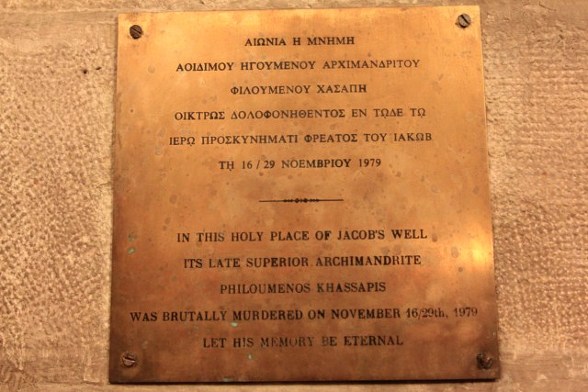 ΑΙΩΝΙΑ Η ΜΝΗΜΗ
ΑΟΙΔΙΜΟΥ ΗΓΟΥΜΕΝΟΥ ΑΡΧΙΜΑΝΔΡΙΤΟΥ
ΦΙΛΟΥΜΕΝΟΥ ΧΑΣΑΠΗ
ΟΙΚΤΡΩΣ ΔΟΛΟΦΟΝΗΘΕΝΤΟΣ ΕΝ ΤΩΔΕ ΤΩ
ΙΕΡΩ ΠΡΟΣΚΥΝΗΜΑΤΙ ΦΡΕΑΤΟΣ ΤΟΥ ΙΑΚΩΒ
ΤΗ 16 / 29 ΝΟΕΜΒΡΙΟΥ 1979
IN THIS HOLY PLACE OF JACOB'S WELL
ITS LATE SUPERIOR ARCHIMANDRITE
PHILOUMENOS KHASSAPIS
WAS BRUTALLY MURDERED ON NOVEMBER 16/29th, 1979
LET HIS MEMORY BE ETERNAL